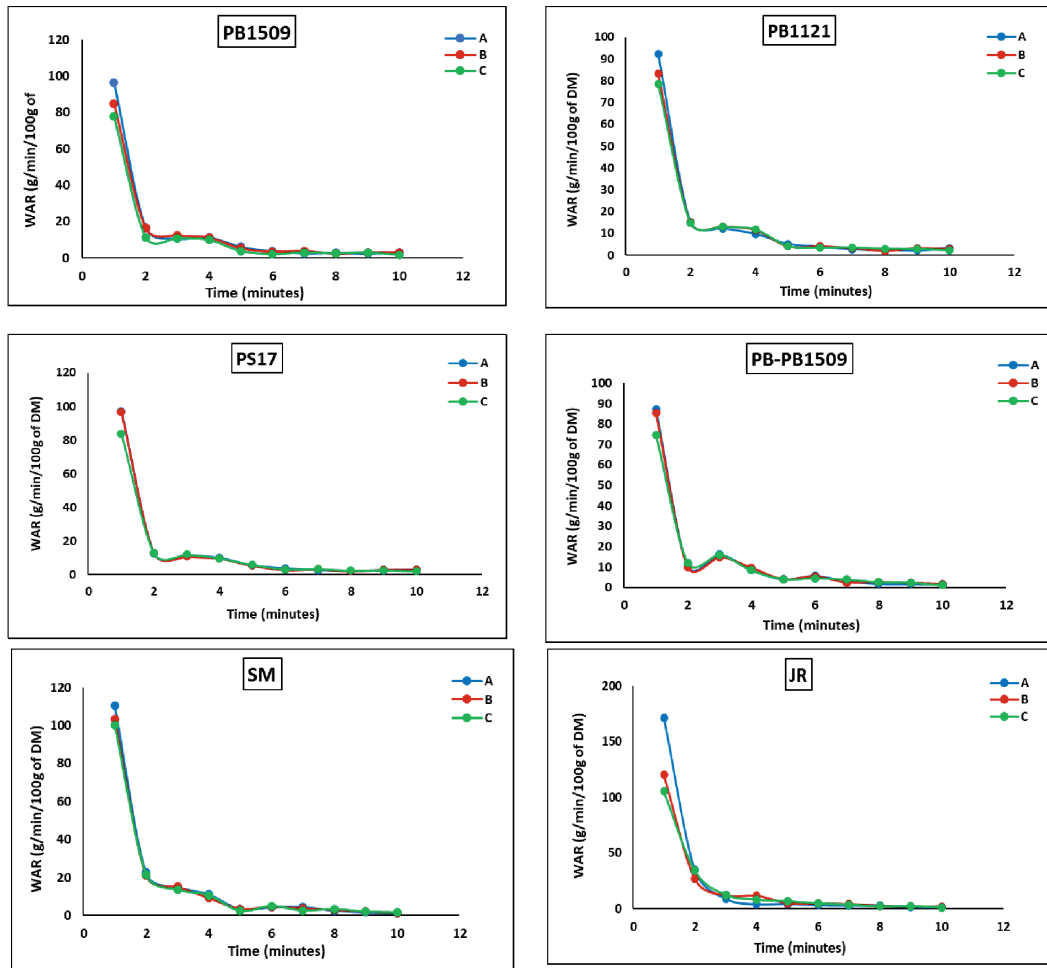 PB1509
A
B
C
120
100
80
60
40
20
0
WAR (g/min/100g of
0 2 4 6 8 10 12
Time (minutes)
PB1121
A
B
C
100
90
80
70
60
50
40
30
20
10
0
WAR (g/min/100g of DM)
0 2 4 6 8 10 12
Time (minutes)
PS17
A
B
C
120
100
80
60
40
20
0
WAR (g/min/100g of DM)
0 2 4 6 8 10 12
Time (minutes)
PB-PB1509
A
B
C
100
90
80
70
60
50
40
30
20
10
0
WAR (g/min/100g of DM)
0 2 4 6 8 10 12
Time (minutes)
SM
A
B
C
120
100
80
60
40
20
0
WAR (g/min/100g of DM)
0 2 4 6 8 10 12
Time (minutes)
JR
A
B
C
200
150
100
50
0
WAR (g/min/100g of DM)
0 2 4 6 8 10 12
Time (minutes)